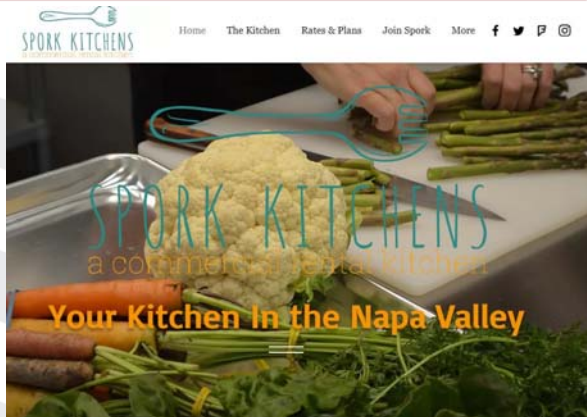 SPORK KITCHENS
a commercial rental kitchen
Home The Kitchen Rates & Plans Join Spork More
SPORK KITCHENS
a commercial rental kitchen
Your Kitchen In the Napa Valley